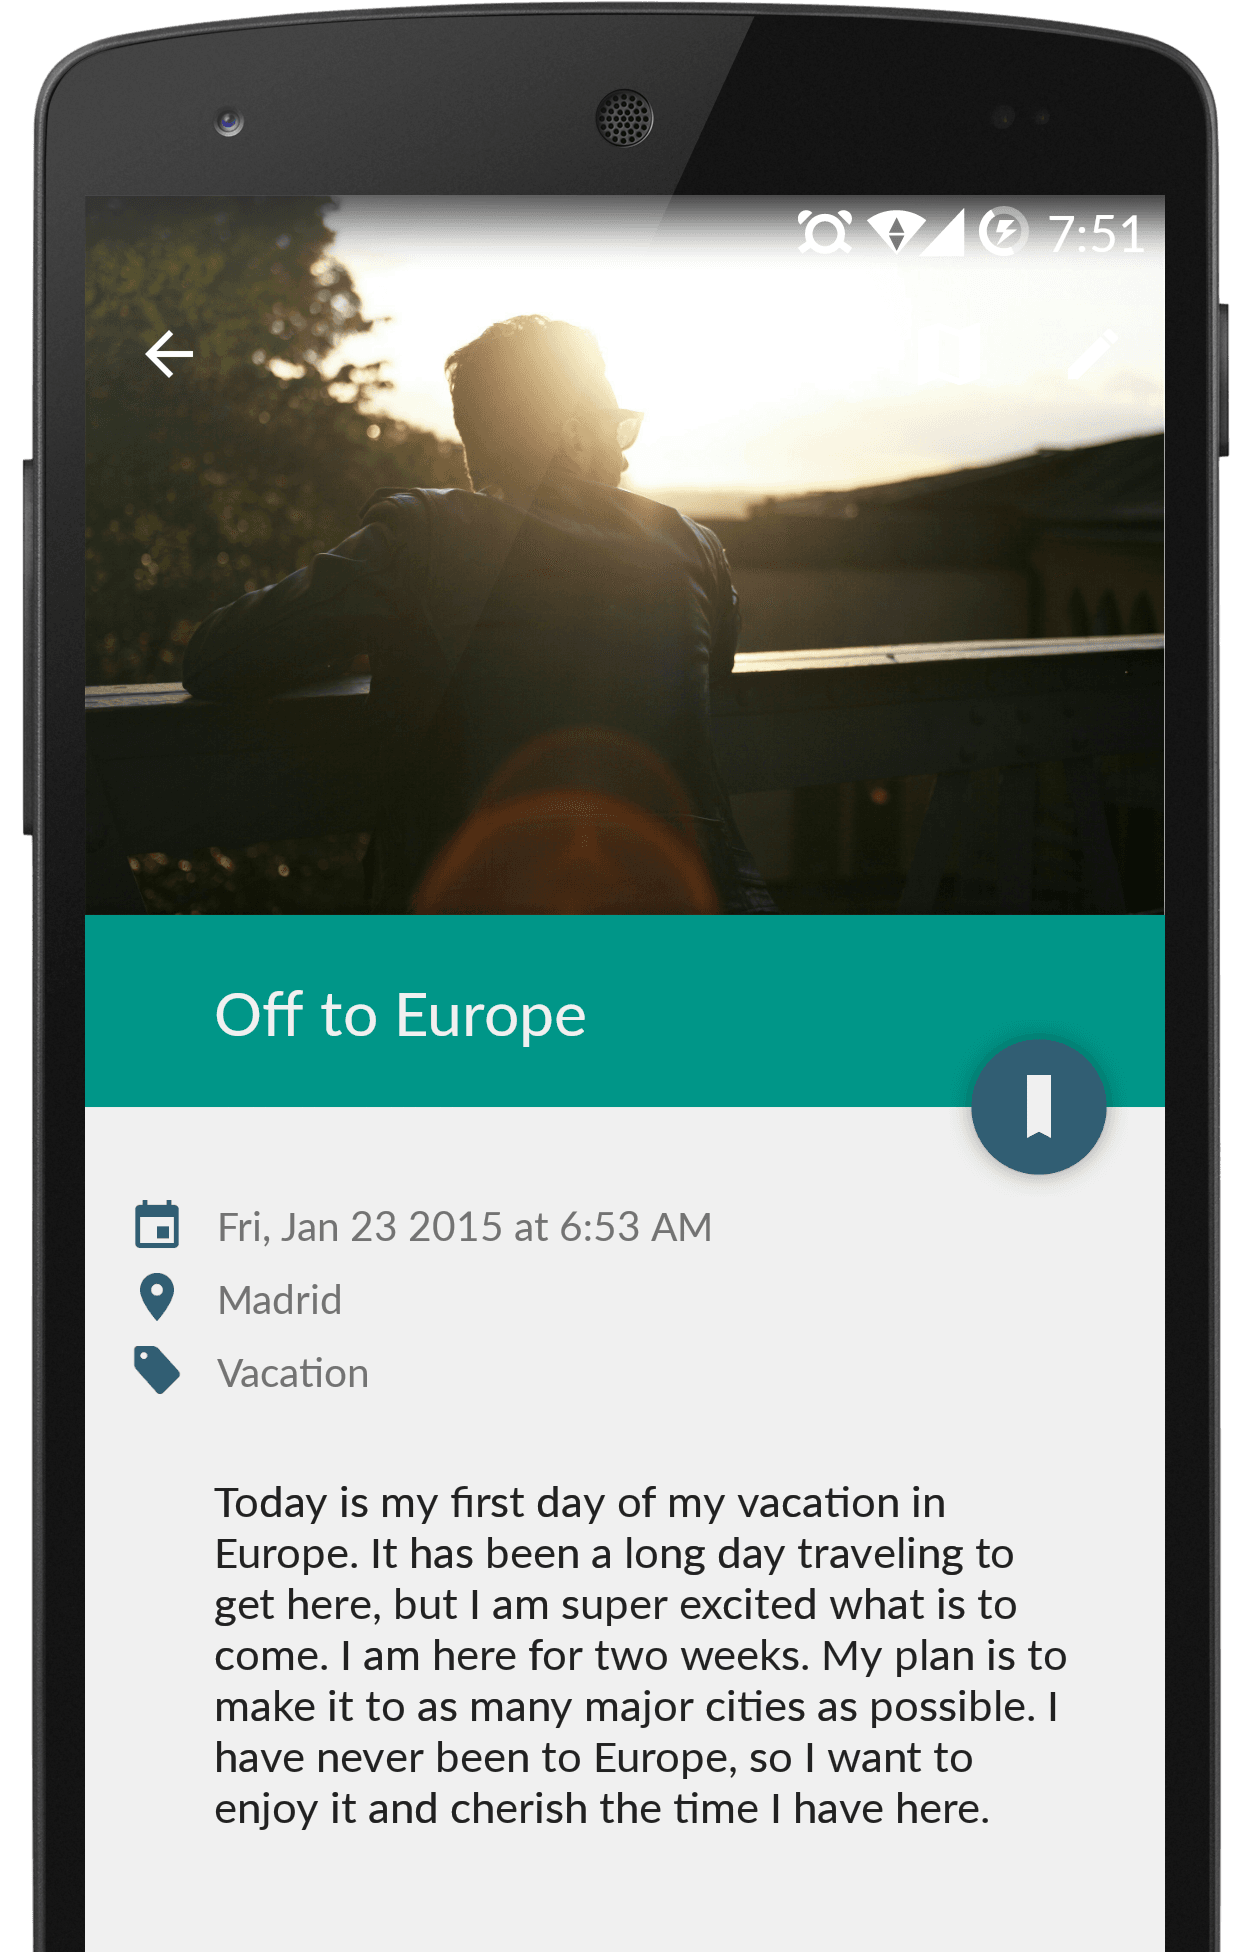 7:51
Off to Europe
Fri, Jan 23 2015 at 6:53 AM
Madrid
Vacation
Today is my first day of my vacation in
Europe. It has been a long day traveling to
get here, but I am super excited what is to
come. I am here for two weeks. My plan is to
make it to as many major cities as possible. I
have never been to Europe, so I want to
enjoy it and cherish the time I have here.